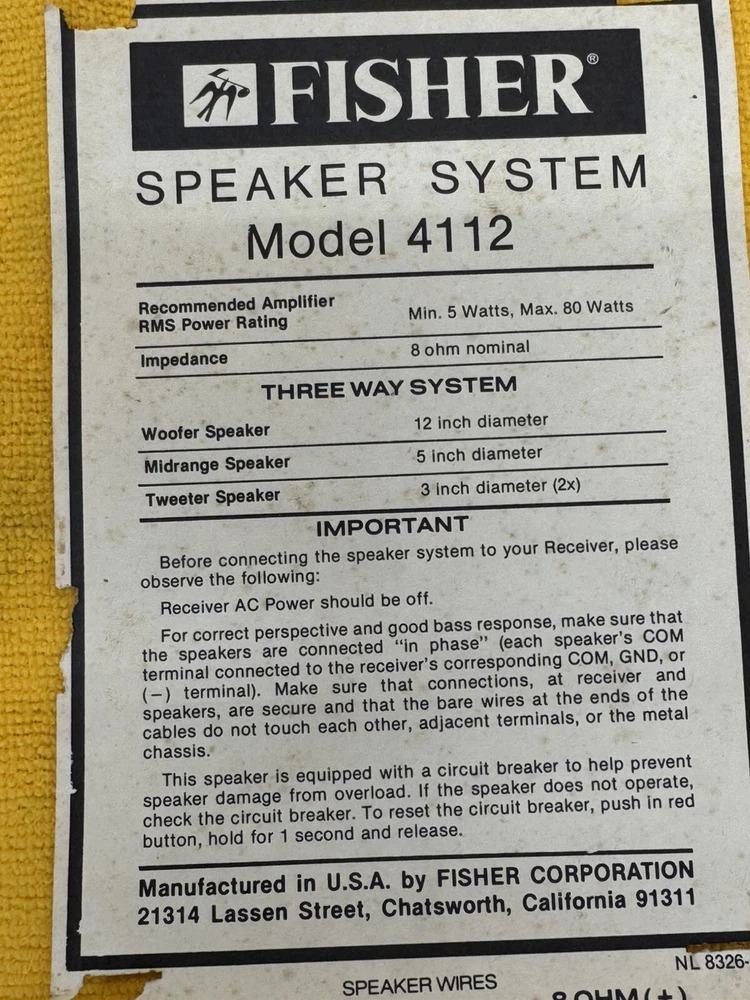 FISHER®
SPEAKER SYSTEM
Model 4112
Recommended Amplifier
RMS Power Rating
Min. 5 Watts, Max. 80 Watts
Impedance
8 ohm nominal
THREE WAY SYSTEM
Woofer Speaker
12 inch diameter
Midrange Speaker
5 inch diameter
Tweeter Speaker
3 inch diameter (2x)
IMPORTANT
Before connecting the speaker system to your Receiver, please
observe the following:
Receiver AC Power should be off.
For correct perspective and good bass response, make sure that
the speakers are connected "in phase" (each speaker's COM
terminal connected to the receiver's corresponding COM, GND, or
(−) terminal). Make sure that connections, at receiver and
speakers, are secure and that the bare wires at the ends of the
cables do not touch each other, adjacent terminals, or the metal
chassis.
This speaker is equipped with a circuit breaker to help prevent
speaker damage from overload. If the speaker does not operate,
check the circuit breaker. To reset the circuit breaker, push in red
button, hold for 1 second and release.
Manufactured in U.S.A. by FISHER CORPORATION
21314 Lassen Street, Chatsworth, California 91311
NL 8326-
SPEAKER WIRES
8 OHM (+)